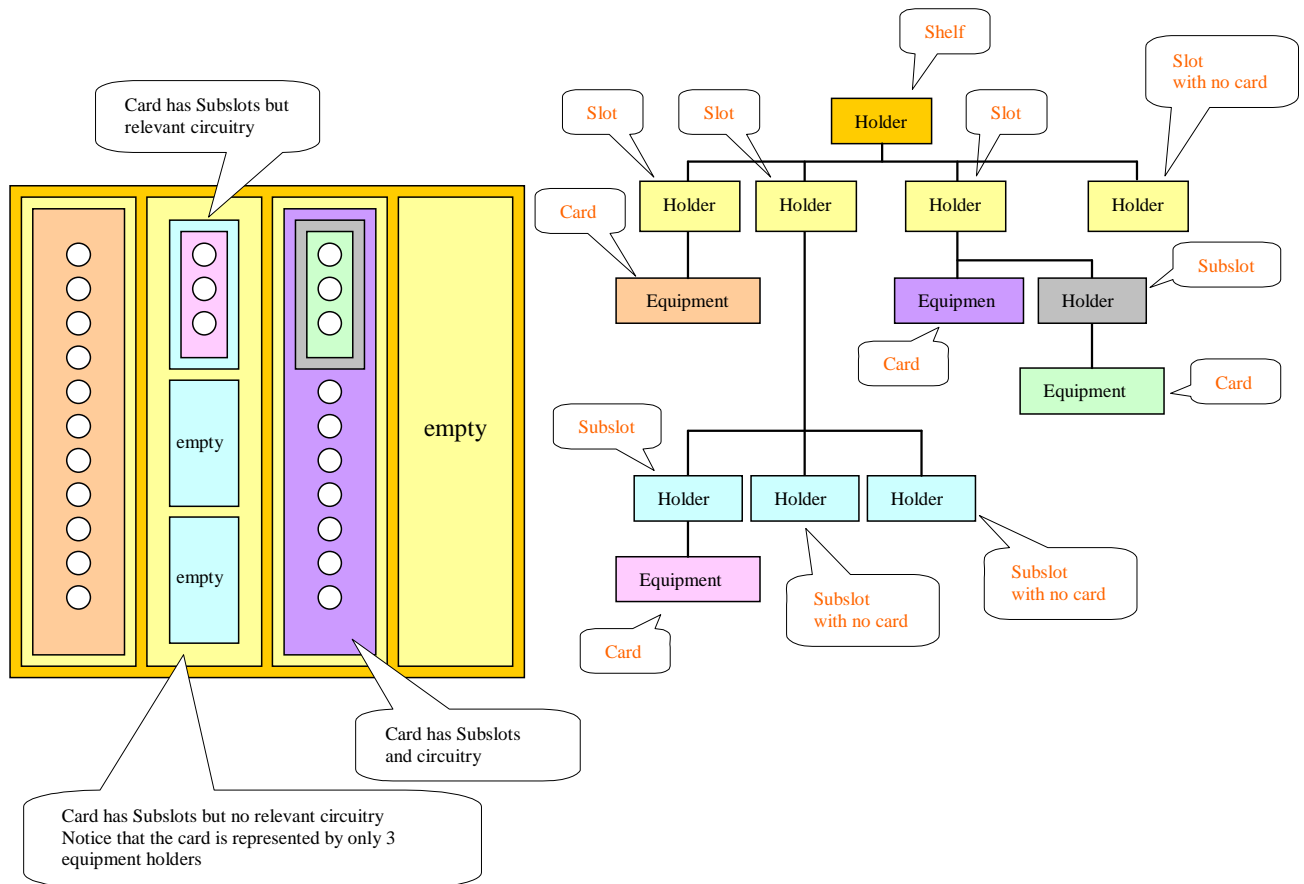 Shelf
Slot
with no card
Card has Subslots but
relevant circuitry
Slot
Slot
Slot
Holder
Holder
Holder
Holder
Holder
Card
Subslot
Equipment
Equipmen
Holder
Card
Equipment
Card
empty
Subslot
empty
Holder
Holder
Holder
empty
Equipment
Subslot
with no card
Subslot
with no card
Card
Card has Subslots
and circuitry
Card has Subslots but no relevant circuitry
Notice that the card is represented by only 3
equipment holders